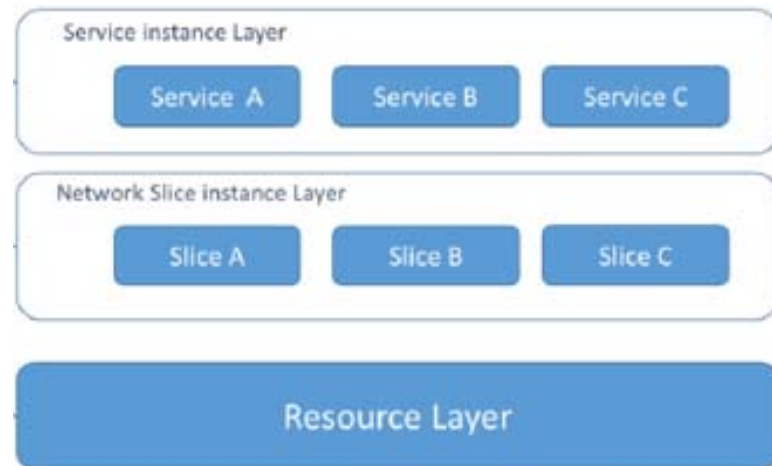 Service instance Layer
Service A
Service B
Service C
Network Slice instance Layer
Slice A
Slice B
Slice C
Resource Layer